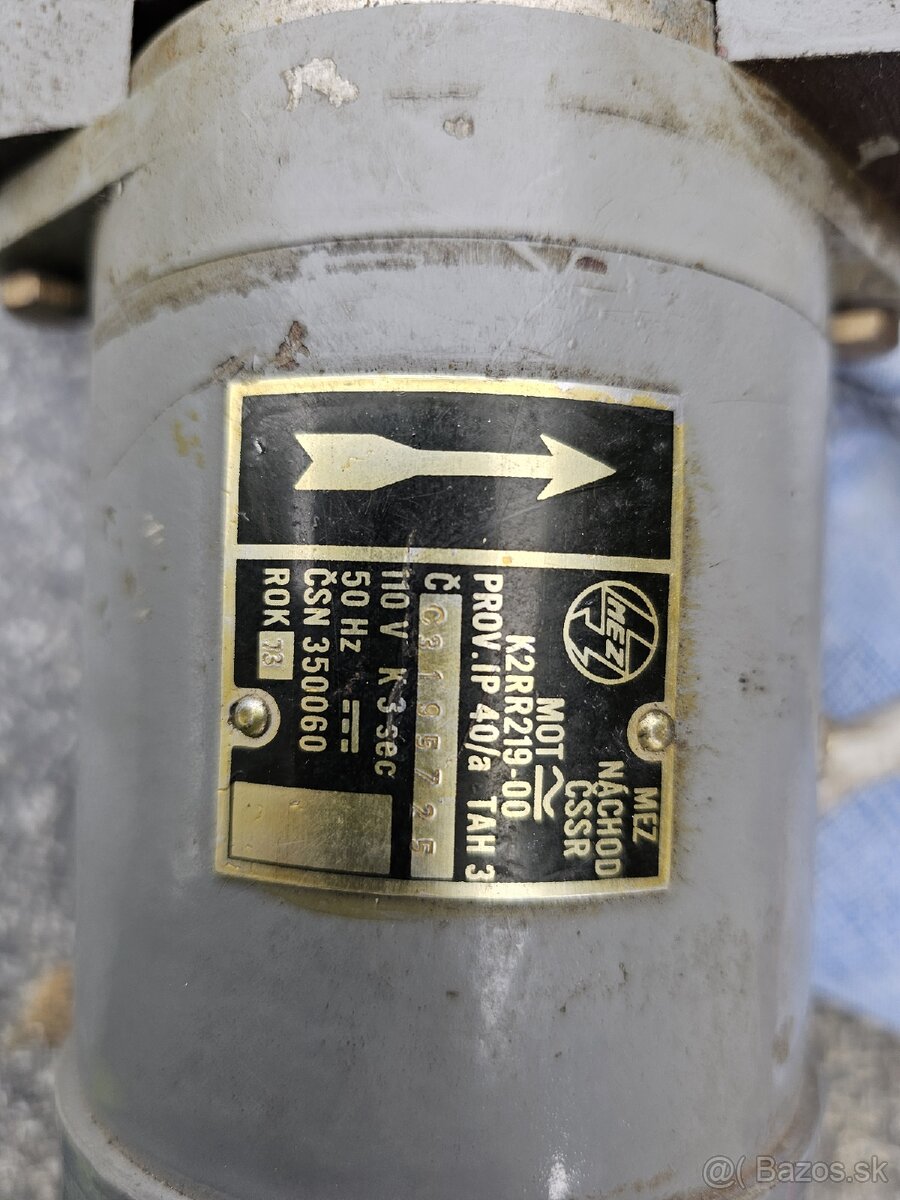 MEZ
MEZ
NÁCHOD
ČSSR
MOT
K2RR219-00
PROV. IP 40/a TAH 3
Č C3195725
110 V K 3 sec
50 Hz
ČSN 350060
ROK 73
@( Bazos.sk